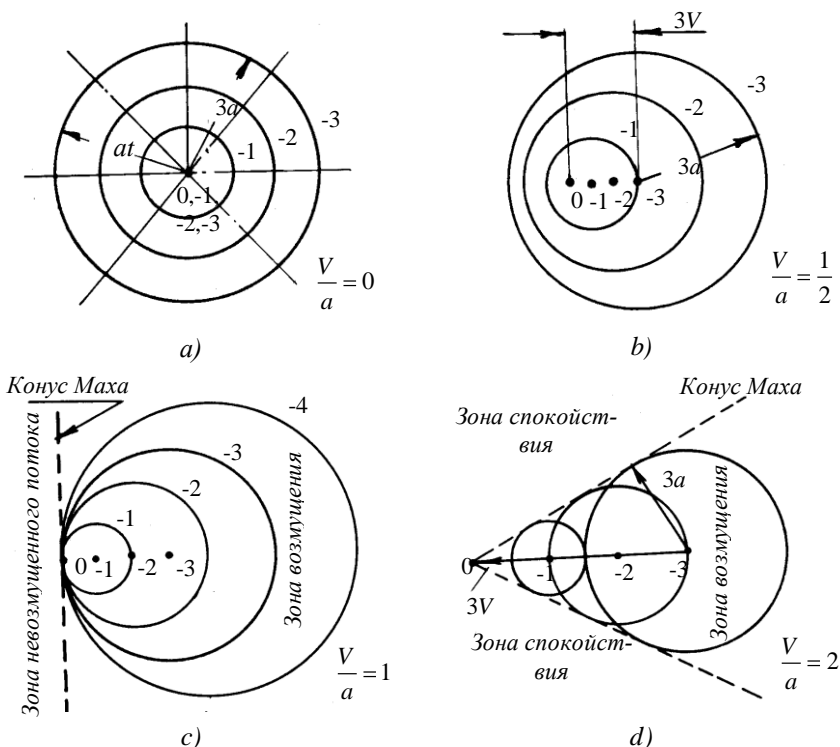 3a
-3
at
-1
-2
0,-1
-2,-3
V/a = 0
a)
3V
-3
-2
-1
3a
0 -1 -2 -3
V/a = 1/2
b)
Конус Маха
Зона невозмущенного потока
-4
-3
-2
-1
0 -1 -2 -3
Зона возмущения
V/a = 1
c)
Конус Маха
Зона спокойст-
вия
3a
0
-1 -2 -3
3V
Зона возмущения
Зона спокойст-
вия
V/a = 2
d)